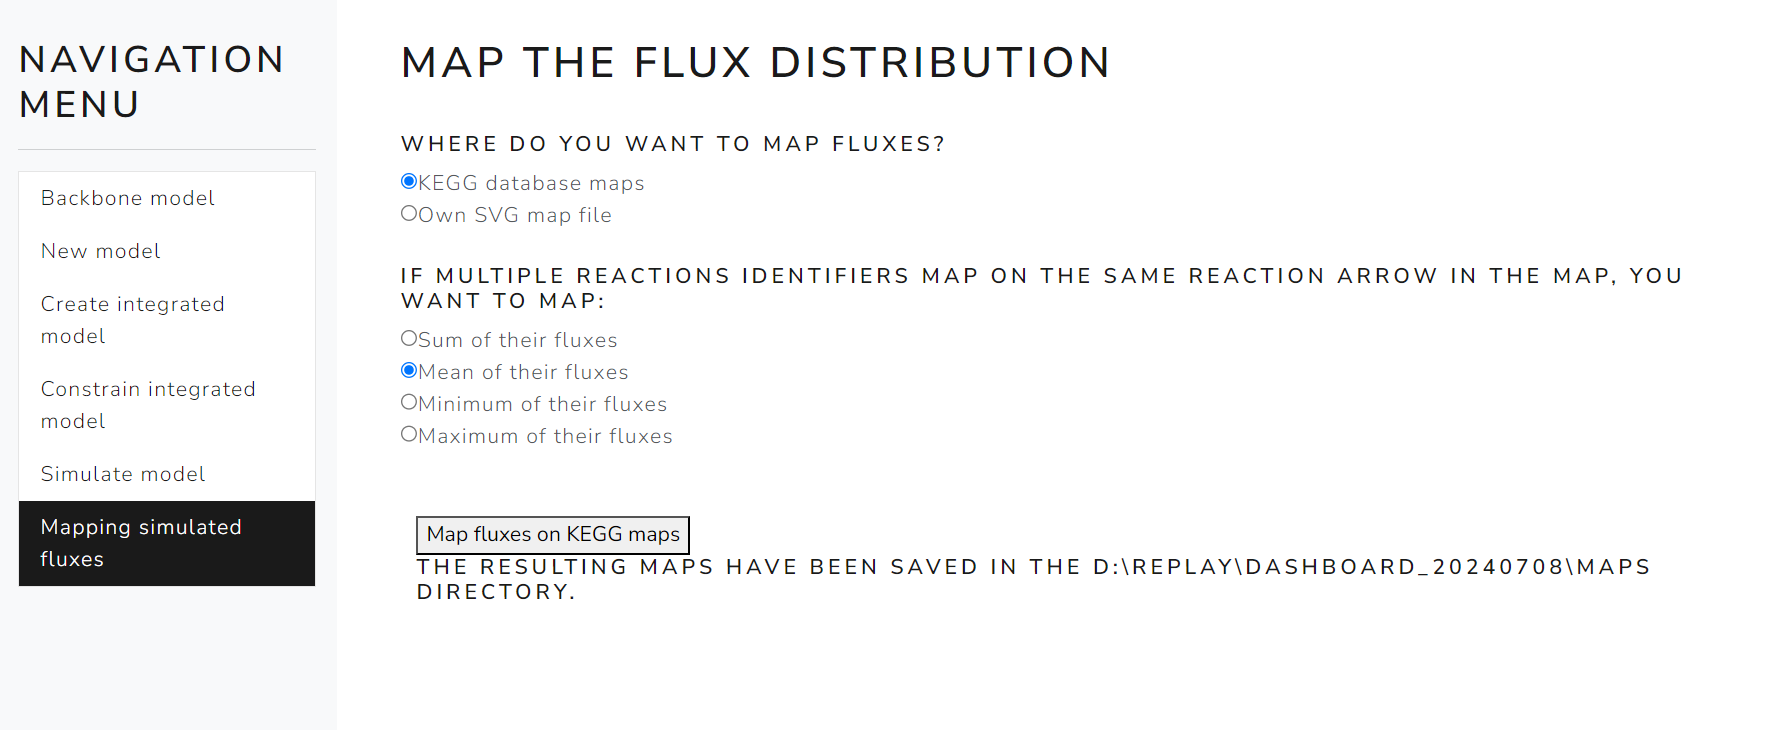 NAVIGATION
MENU
Backbone model
New model
Create integrated
model
Constrain integrated
model
Simulate model
Mapping simulated
fluxes
MAP THE FLUX DISTRIBUTION
WHERE DO YOU WANT TO MAP FLUXES?
KEGG database maps
Own SVG map file
IF MULTIPLE REACTIONS IDENTIFIERS MAP ON THE SAME REACTION ARROW IN THE MAP, YOU
WANT TO MAP:
Sum of their fluxes
Mean of their fluxes
Minimum of their fluxes
Maximum of their fluxes
Map fluxes on KEGG maps
THE RESULTING MAPS HAVE BEEN SAVED IN THE D:\REPLAY\DASHBOARD_20240708\MAPS
DIRECTORY.